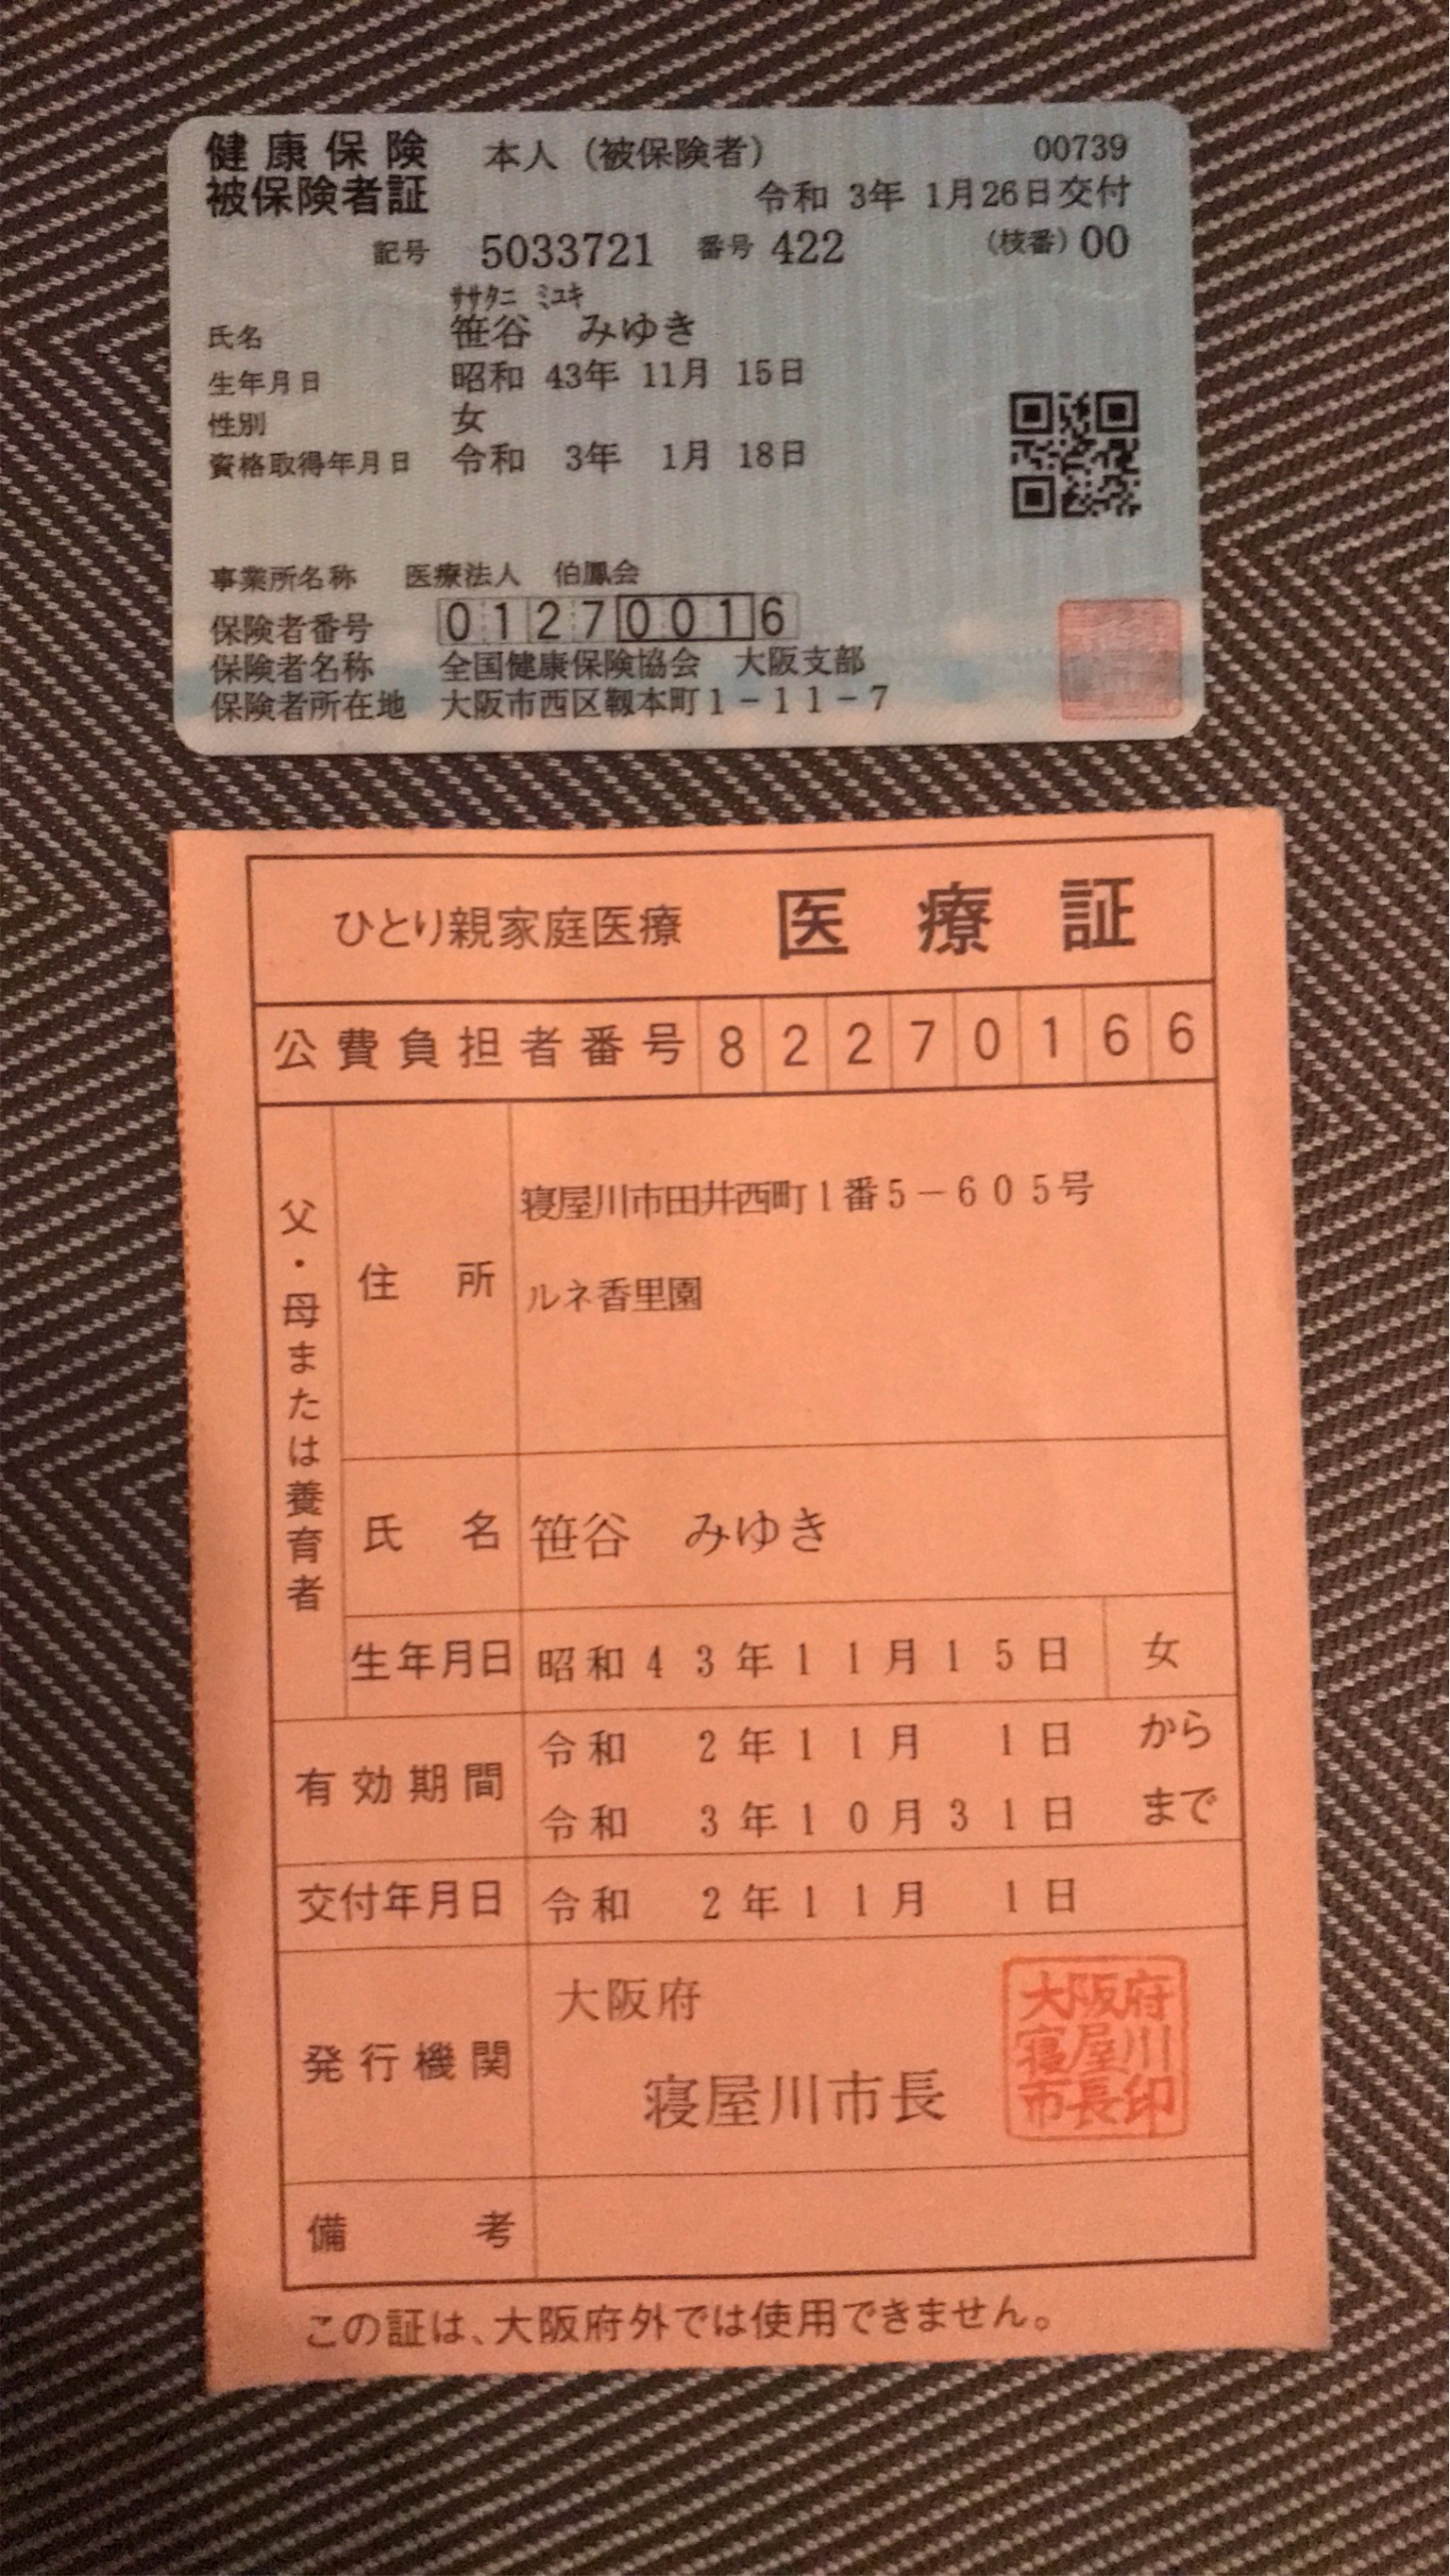 健康保険 本人（被保険者） 00739
被保険者証 令和 3年 1月26日交付
記号 5033721 番号 422 （枝番）00
ｻｻﾀﾆ ﾐﾕｷ
氏名 笹谷 みゆき
生年月日 昭和 43年 11月 15日
性別 女
資格取得年月日 令和 3年 1月 18日
事業所名称 医療法人 伯鳳会
保険者番号 01270016
保険者名称 全国健康保険協会 大阪支部
保険者所在地 大阪市西区靱本町1－11－7
ひとり親家庭医療 医療証
公費負担者番号 82270166
父・母または養育者
住所 寝屋川市田井西町1番5－605号
ルネ香里園
氏名 笹谷 みゆき
生年月日 昭和43年11月15日 女
有効期間 令和 2年11月 1日 から
令和 3年10月31日 まで
交付年月日 令和 2年11月 1日
発行機関 大阪府
寝屋川市長
大阪府
寝屋川
市長印
備考
この証は、大阪府外では使用できません。